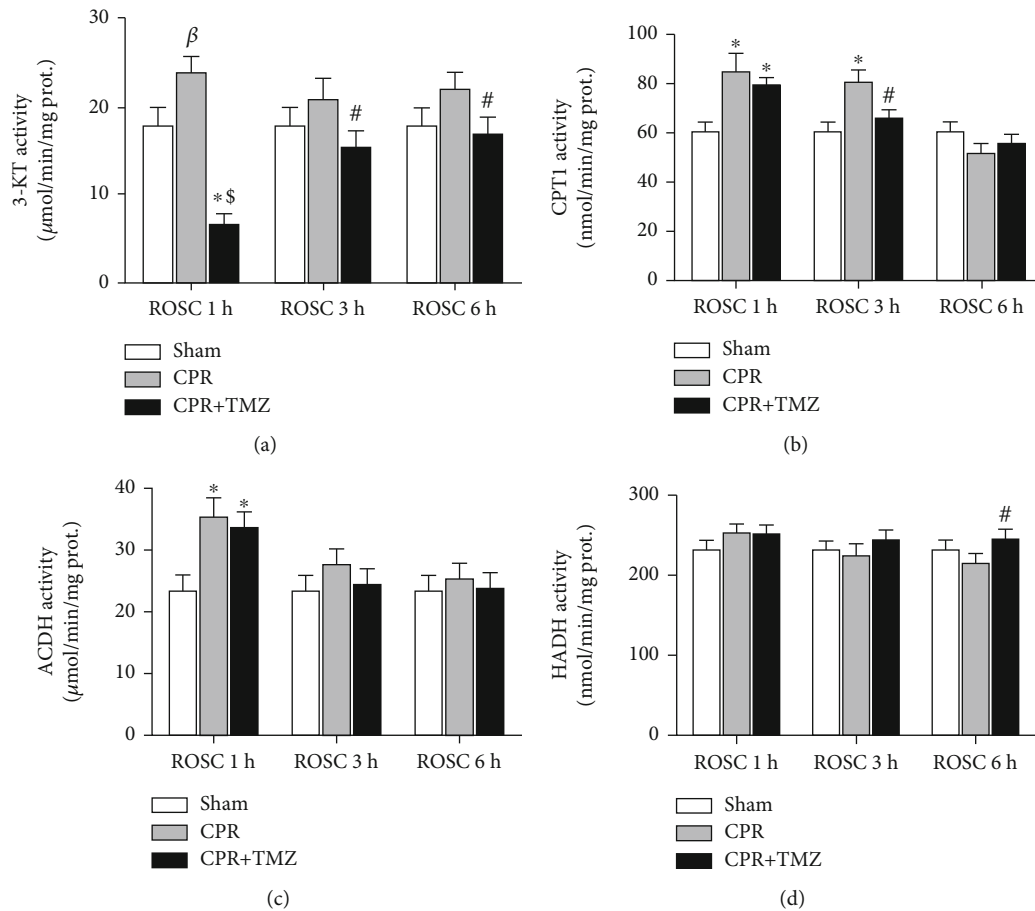 30
20
10
0
3-KT activity
(μmol/min/mg prot.)
β
*$
#
#
ROSC 1 h
ROSC 3 h
ROSC 6 h
Sham
CPR
CPR+TMZ
(a)
100
80
60
40
20
0
CPT1 activity
(nmol/min/mg prot.)
*
*
*
#
ROSC 1 h
ROSC 3 h
ROSC 6 h
Sham
CPR
CPR+TMZ
(b)
40
30
20
10
0
ACDH activity
(μmol/min/mg prot.)
*
*
ROSC 1 h
ROSC 3 h
ROSC 6 h
Sham
CPR
CPR+TMZ
(c)
300
200
100
0
HADH activity
(nmol/min/mg prot.)
#
ROSC 1 h
ROSC 3 h
ROSC 6 h
Sham
CPR
CPR+TMZ
(d)